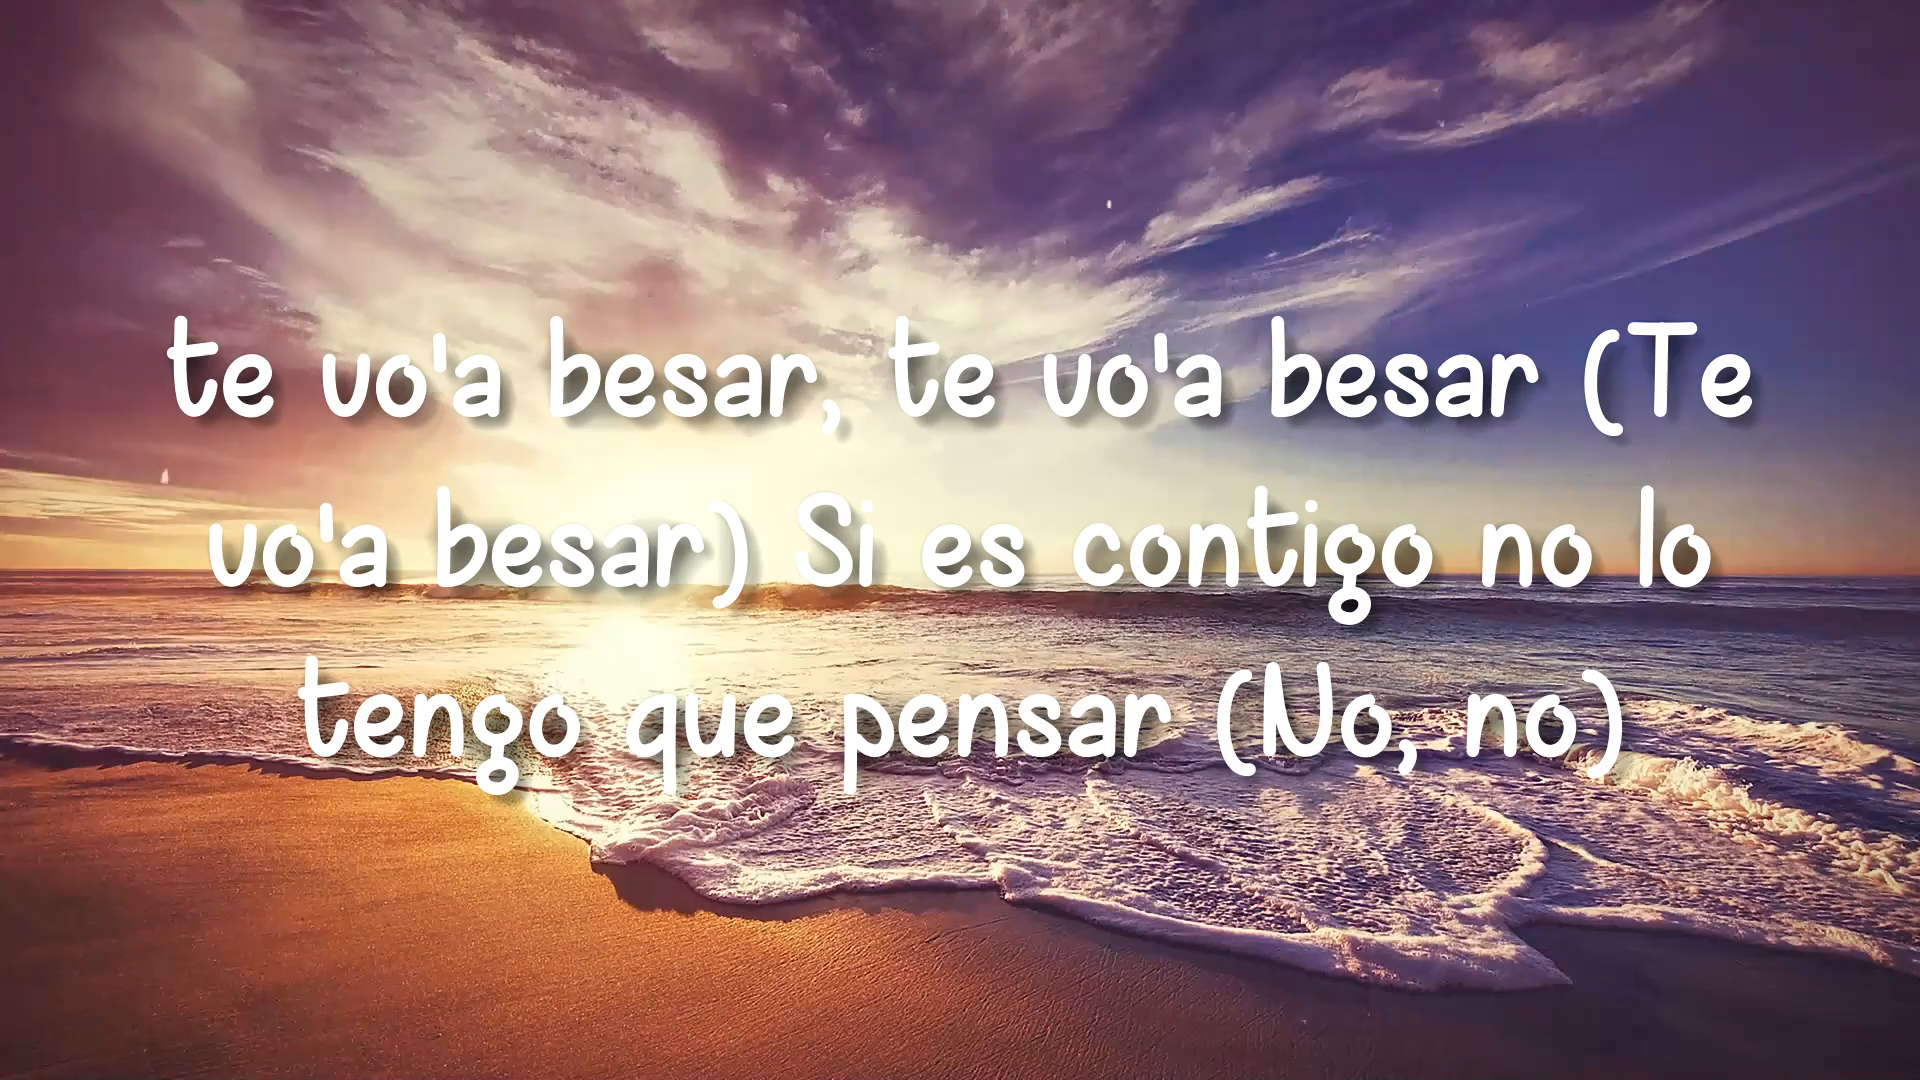 te vo'a besar, te vo'a besar (Te
vo'a besar) Si es contigo no lo
tengo que pensar (No, no)